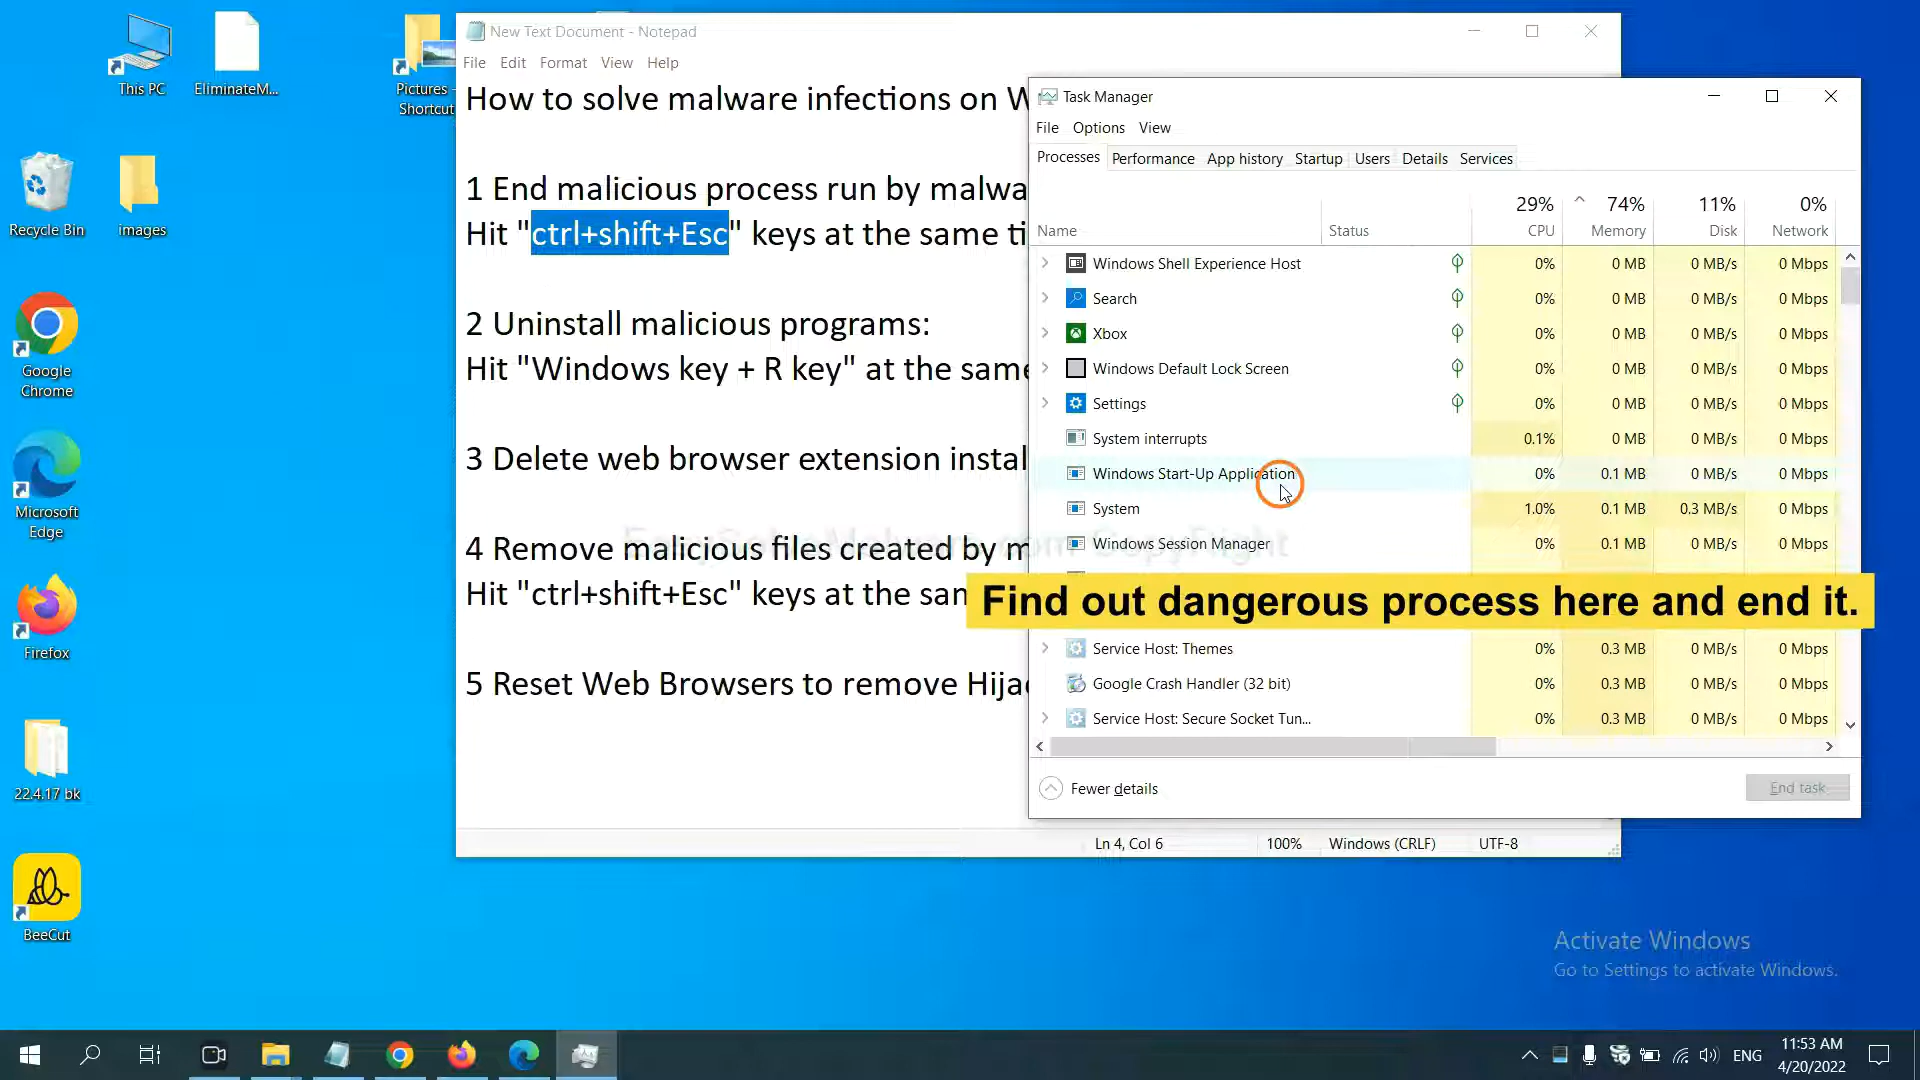 This PC
EliminateM...
Pictures -
Shortcut
Recycle Bin
images
Google
Chrome
Microsoft
Edge
Firefox
22.4.17 bk
BeeCut
New Text Document - Notepad
File Edit Format View Help
How to solve malware infections on W
1 End malicious process run by malwa
Hit "ctrl+shift+Esc" keys at the same ti
2 Uninstall malicious programs:
Hit "Windows key + R key" at the same
3 Delete web browser extension instal
4 Remove malicious files created by m
Hit "ctrl+shift+Esc" keys at the san
5 Reset Web Browsers to remove Hijac
Ln 4, Col 6 100% Windows (CRLF) UTF-8
Task Manager
File Options View
Processes Performance App history Startup Users Details Services
29% 74% 11% 0%
Name Status CPU Memory Disk Network
Windows Shell Experience Host 0% 0 MB 0 MB/s 0 Mbps
Search 0% 0 MB 0 MB/s 0 Mbps
Xbox 0% 0 MB 0 MB/s 0 Mbps
Windows Default Lock Screen 0% 0 MB 0 MB/s 0 Mbps
Settings 0% 0 MB 0 MB/s 0 Mbps
System interrupts 0.1% 0 MB 0 MB/s 0 Mbps
Windows Start-Up Application 0% 0.1 MB 0 MB/s 0 Mbps
System 1.0% 0.1 MB 0.3 MB/s 0 Mbps
Windows Session Manager 0% 0.1 MB 0 MB/s 0 Mbps
Find out dangerous process here and end it.
Service Host: Themes 0% 0.3 MB 0 MB/s 0 Mbps
Google Crash Handler (32 bit) 0% 0.3 MB 0 MB/s 0 Mbps
Service Host: Secure Socket Tun... 0% 0.3 MB 0 MB/s 0 Mbps
Fewer details
End task
Activate Windows
Go to Settings to activate Windows.
ENG
11:53 AM
4/20/2022